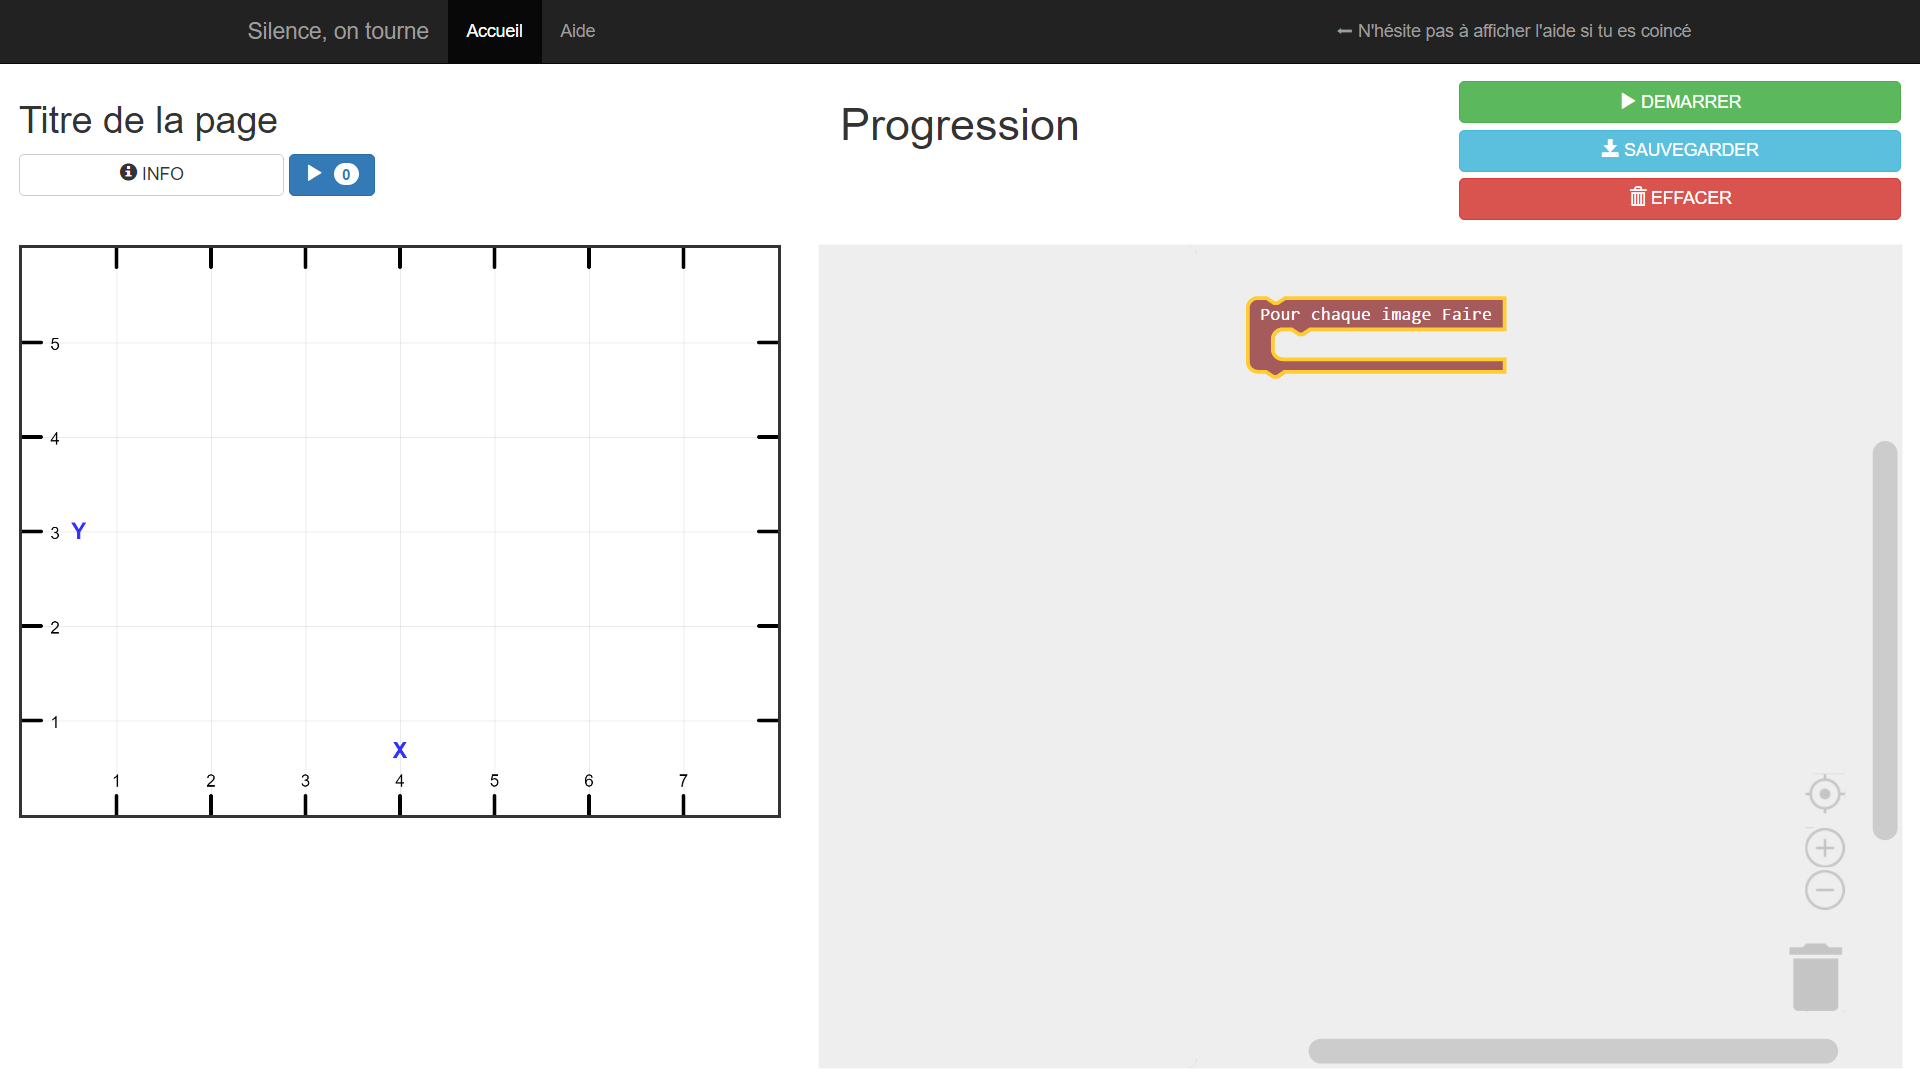 Silence, on tourne
Accueil
Aide
N'hésite pas à afficher l'aide si tu es coincé
Titre de la page
INFO
0
Progression
DEMARRER
SAUVEGARDER
EFFACER
5
4
3 Y
2
1
X
1 2 3 4 5 6 7
Pour chaque image Faire